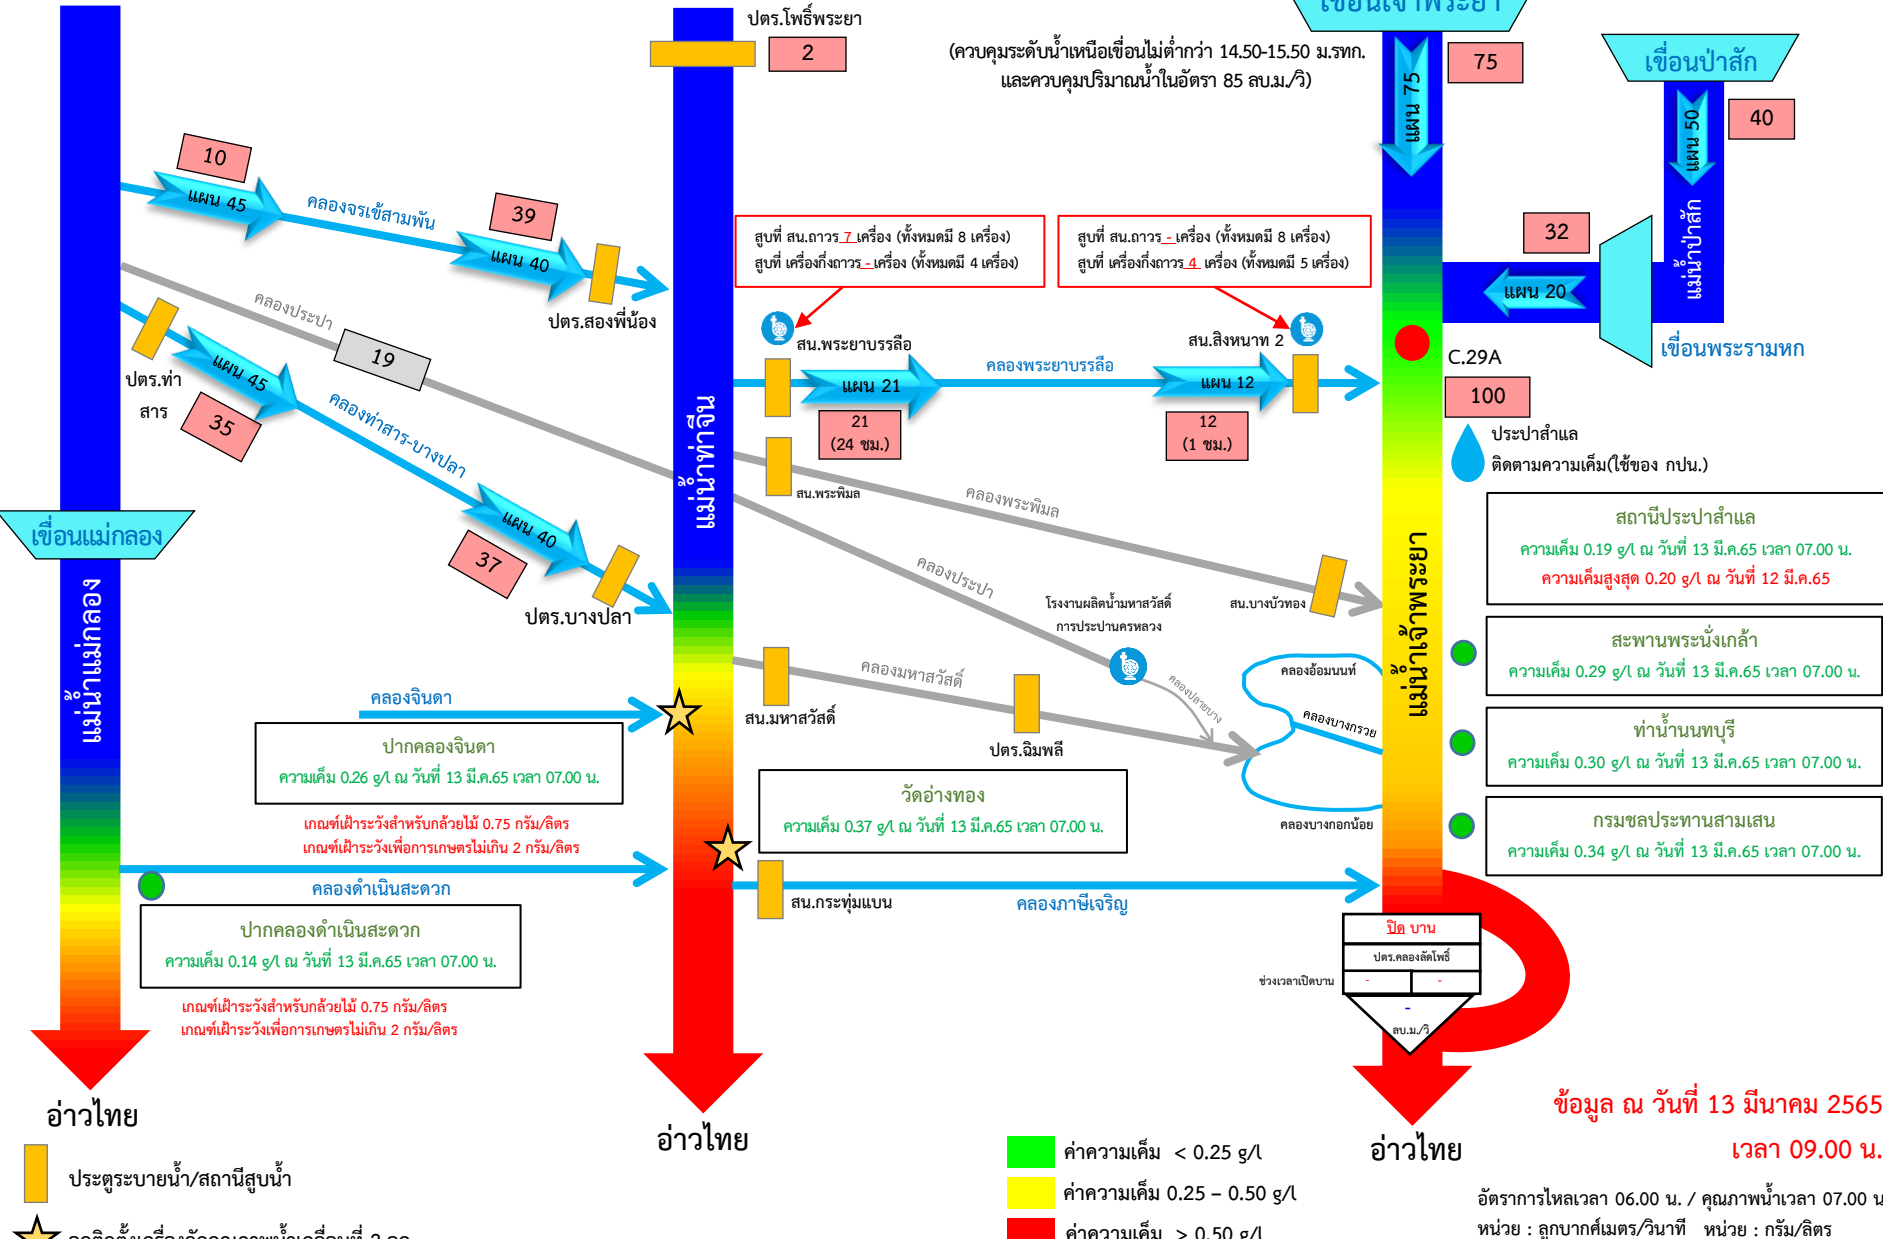 ปตร.โพธิ์พระยา
2
เขื่อนเจ้าพระยา
(ควบคุมระดับน้ำเหนือเขื่อนไม่ต่ำกว่า 14.50-15.50 ม.รทก.
และควบคุมปริมาณน้ำในอัตรา 85 ลบ.ม./วิ)
แผน 75
75
เขื่อนป่าสัก
แผน 50
40
แม่น้ำป่าสัก
32
แผน 20
เขื่อนพระรามหก
10
แผน 45
คลองจรเข้สามพัน
39
แผน 40
ปตร.สองพี่น้อง
คลองประปา
19
ปตร.ท่า
สาร
แผน 45
35
คลองท่าสาร-บางปลา
แผน 40
37
ปตร.บางปลา
สูบที่ สน.ถาวร 7 เครื่อง (ทั้งหมดมี 8 เครื่อง)
สูบที่ เครื่องกึ่งถาวร - เครื่อง (ทั้งหมดมี 4 เครื่อง)
สูบที่ สน.ถาวร - เครื่อง (ทั้งหมดมี 8 เครื่อง)
สูบที่ เครื่องกึ่งถาวร 4 เครื่อง (ทั้งหมดมี 5 เครื่อง)
สน.พระยาบรรลือ
แผน 21
21
(24 ชม.)
คลองพระยาบรรลือ
สน.สิงหนาท 2
แผน 12
12
(1 ชม.)
C.29A
100
ประปาสำแล
ติดตามความเค็ม(ใช้ของ กปน.)
แม่น้ำท่าจีน
สน.พระพิมล
คลองพระพิมล
สน.บางบัวทอง
คลองประปา
โรงงานผลิตน้ำมหาสวัสดิ์
การประปานครหลวง
คลองปลายบาง
สถานีประปาสำแล
ความเค็ม 0.19 g/l ณ วันที่ 13 มี.ค.65 เวลา 07.00 น.
ความเค็มสูงสุด 0.20 g/l ณ วันที่ 12 มี.ค.65
สะพานพระนั่งเกล้า
ความเค็ม 0.29 g/l ณ วันที่ 13 มี.ค.65 เวลา 07.00 น.
ท่าน้ำนนทบุรี
ความเค็ม 0.30 g/l ณ วันที่ 13 มี.ค.65 เวลา 07.00 น.
กรมชลประทานสามเสน
ความเค็ม 0.34 g/l ณ วันที่ 13 มี.ค.65 เวลา 07.00 น.
แม่น้ำเจ้าพระยา
คลองอ้อมนนท์
คลองบางกรวย
คลองบางกอกน้อย
เขื่อนแม่กลอง
แม่น้ำแม่กลอง
คลองจินดา
ปากคลองจินดา
ความเค็ม 0.26 g/l ณ วันที่ 13 มี.ค.65 เวลา 07.00 น.
เกณฑ์เฝ้าระวังสำหรับกล้วยไม้ 0.75 กรัม/ลิตร
เกณฑ์เฝ้าระวังเพื่อการเกษตรไม่เกิน 2 กรัม/ลิตร
สน.มหาสวัสดิ์
คลองมหาสวัสดิ์
ปตร.ฉิมพลี
วัดอ่างทอง
ความเค็ม 0.37 g/l ณ วันที่ 13 มี.ค.65 เวลา 07.00 น.
คลองดำเนินสะดวก
ปากคลองดำเนินสะดวก
ความเค็ม 0.14 g/l ณ วันที่ 13 มี.ค.65 เวลา 07.00 น.
เกณฑ์เฝ้าระวังสำหรับกล้วยไม้ 0.75 กรัม/ลิตร
เกณฑ์เฝ้าระวังเพื่อการเกษตรไม่เกิน 2 กรัม/ลิตร
สน.กระทุ่มแบน
คลองภาษีเจริญ
ปิด บาน
ปตร.คลองลัดโพธิ์
ช่วงเวลาเปิดบาน
- -
-
ลบ.ม./วิ
อ่าวไทย
อ่าวไทย
อ่าวไทย
ข้อมูล ณ วันที่ 13 มีนาคม 2565
เวลา 09.00 น.
อัตราการไหลเวลา 06.00 น. / คุณภาพน้ำเวลา 07.00 น
หน่วย : ลูกบากศ์เมตร/วินาที หน่วย : กรัม/ลิตร
ประตูระบายน้ำ/สถานีสูบน้ำ
ค่าความเค็ม < 0.25 g/l
ค่าความเค็ม 0.25 – 0.50 g/l
ค่าความเค็ม > 0.50 g/l